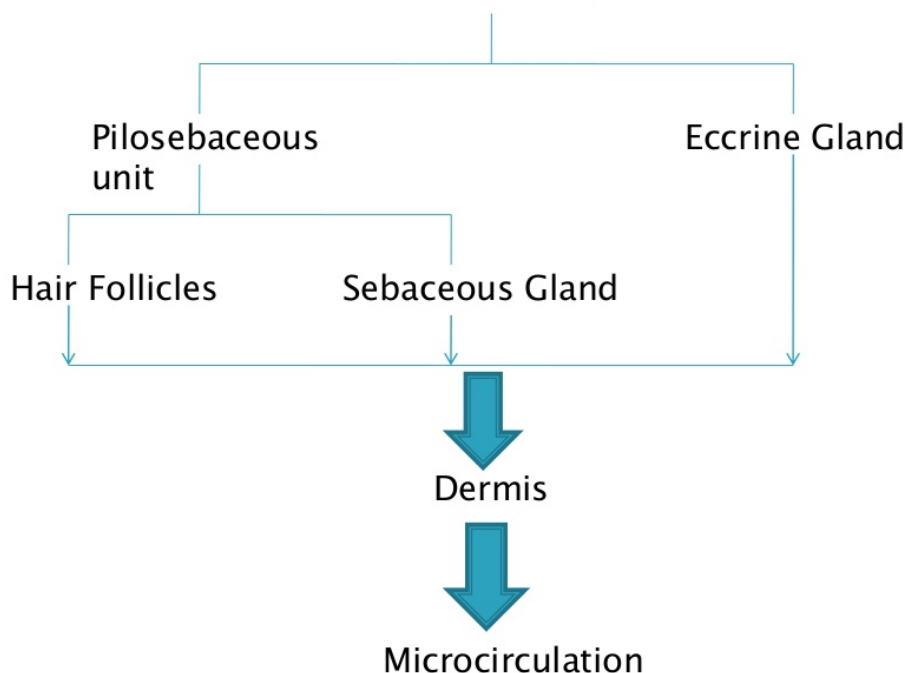 Pilosebaceous
unit
Eccrine Gland
Hair Follicles
Sebaceous Gland
Dermis
Microcirculation